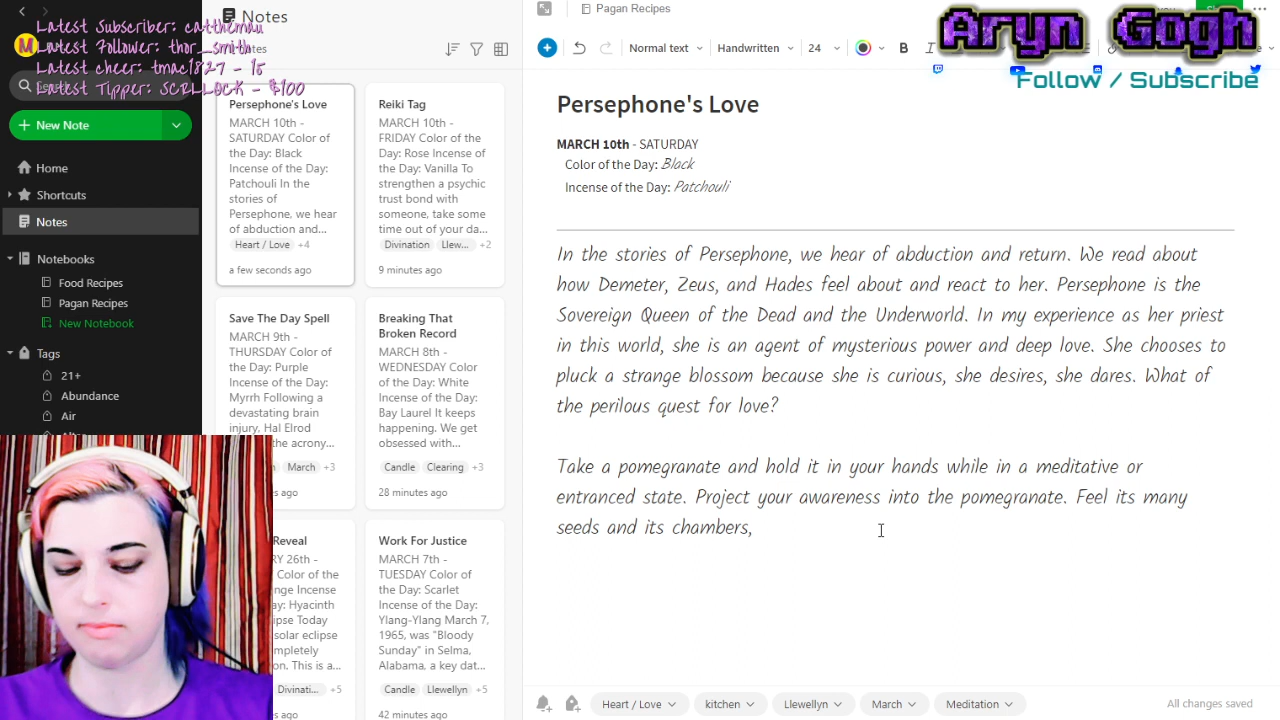 Latest Subscriber: catthemau
Latest Follower: thor_smith
Latest cheer: tmac1827 - 15
Latest Tipper: SCRLLOCK - $100
Notes
New Note
Home
Shortcuts
Notes
Notebooks
Food Recipes
Pagan Recipes
New Notebook
Tags
21+
Abundance
Air
Persephone's Love
MARCH 10th -
SATURDAY Color of
the Day: Black
Incense of the Day:
Patchouli In the
stories of
Persephone, we hear
of abduction and...
Heart / Love
+4
a few seconds ago
Reiki Tag
MARCH 10th -
FRIDAY Color of the
Day: Rose Incense of
the Day: Vanilla To
strengthen a psychic
trust bond with
someone, take some
time out of your da...
Divination
Llew...
+2
9 minutes ago
Save The Day Spell
MARCH 9th -
THURSDAY Color of
the Day: Purple
Incense of the Day:
Myrrh Following a
devastating brain
injury, Hal Elrod
the acrony...
March
+3
Breaking That
Broken Record
MARCH 8th -
WEDNESDAY Color
of the Day: White
Incense of the Day:
Bay Laurel It keeps
happening. We get
obsessed with...
Candle
Clearing
+3
28 minutes ago
Reveal
26th -
Color of the
Incense
Hyacinth
Today
solar eclipse
This is a
Divinati...
+5
ago
Work For Justice
MARCH 7th -
TUESDAY Color of
the Day: Scarlet
Incense of the Day:
Ylang-Ylang March 7,
1965, was "Bloody
Sunday" in Selma,
Alabama, a key dat...
Candle
Llewellyn
+5
42 minutes ago
Pagan Recipes
Normal text
Handwritten
24
B
Aryn Gogh
Follow / Subscribe
Persephone's Love
MARCH 10th - SATURDAY
Color of the Day: Black
Incense of the Day: Patchouli
In the stories of Persephone, we hear of abduction and return. We read about
how Demeter, Zeus, and Hades feel about and react to her. Persephone is the
Sovereign Queen of the Dead and the Underworld. In my experience as her priest
in this world, she is an agent of mysterious power and deep love. She chooses to
pluck a strange blossom because she is curious, she desires, she dares. What of
the perilous quest for love?
Take a pomegranate and hold it in your hands while in a meditative or
entranced state. Project your awareness into the pomegranate. Feel its many
seeds and its chambers,
Heart / Love
kitchen
Llewellyn
March
Meditation
All changes saved